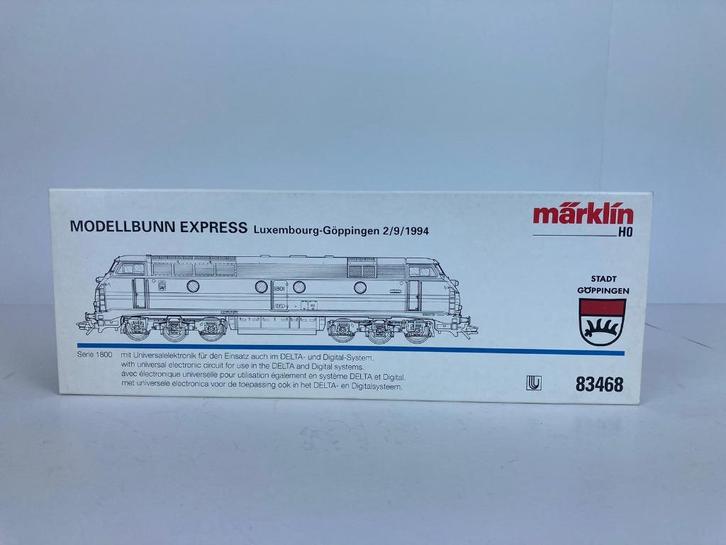 MODELLBUNN EXPRESS Luxembourg-Göppingen 2/9/1994
märklin
HO
STADT
GÖPPINGEN
1801
Serie 1800 mit Universalelektronik für den Einsatz auch im DELTA- und Digital-System.
with universal electronic circuit for use in the DELTA and Digital systems.
avec électronique universelle pour utilisation également en système DELTA et Digital.
met universele electronica voor de toepassing ook in het DELTA- en Digitalsysteem.
U
83468